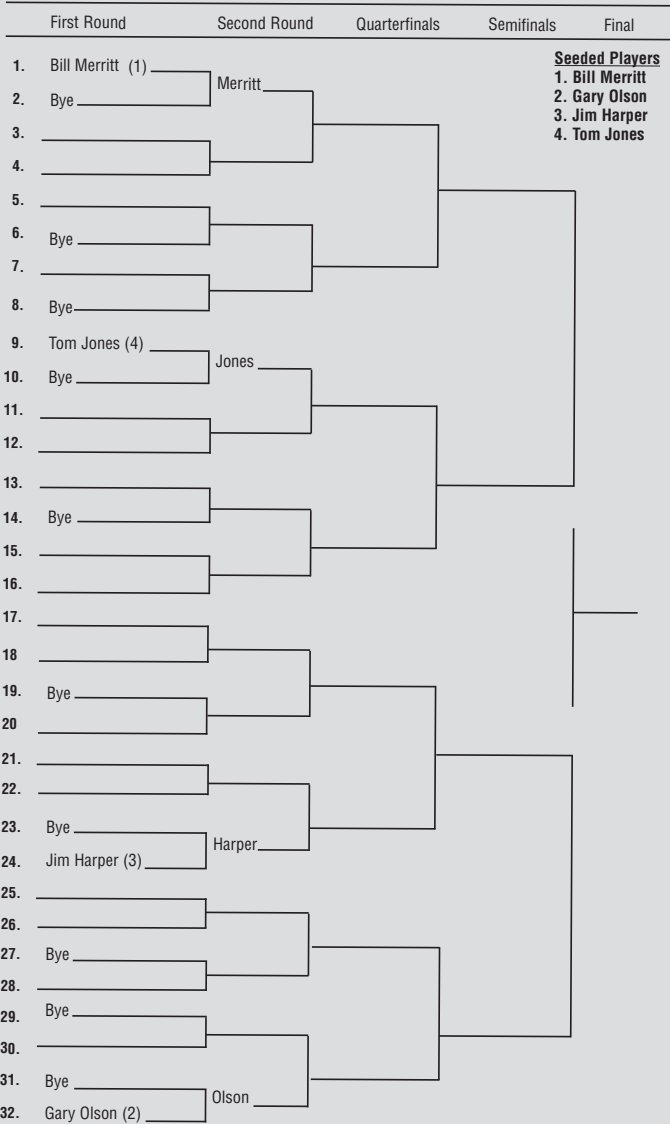 First Round Second Round Quarterfinals Semifinals Final
Seeded Players
1. Bill Merritt
2. Gary Olson
3. Jim Harper
4. Tom Jones
1. Bill Merritt (1)
Merritt
2. Bye
3.
4.
5.
6. Bye
7.
8. Bye
9. Tom Jones (4)
Jones
10. Bye
11.
12.
13.
14. Bye
15.
16.
17.
18
19. Bye
20
21.
22.
23. Bye
Harper
24. Jim Harper (3)
25.
26.
27. Bye
28.
29. Bye
30.
31. Bye
Olson
32. Gary Olson (2)